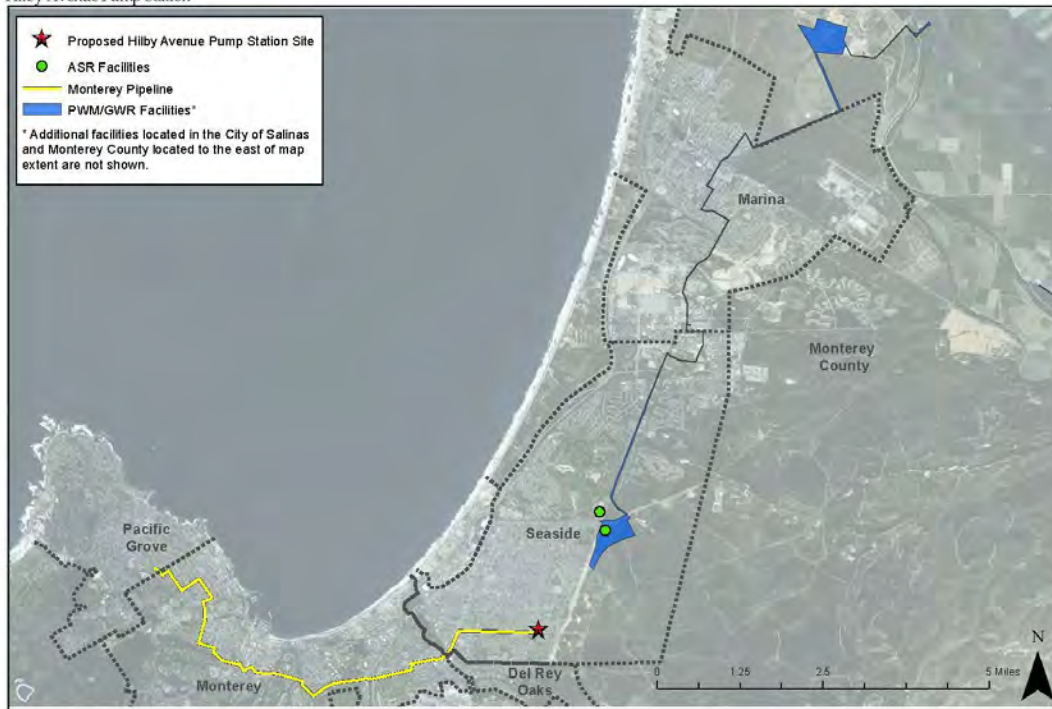 Proposed Hilby Avenue Pump Station Site
ASR Facilities
Monterey Pipeline
PWM/GWR Facilities*
* Additional facilities located in the City of Salinas
and Monterey County located to the east of map
extent are not shown.
Marina
Monterey
County
Pacific
Grove
Seaside
Monterey
Del Rey
Oaks
N
0 1.25 2.5 5 Miles